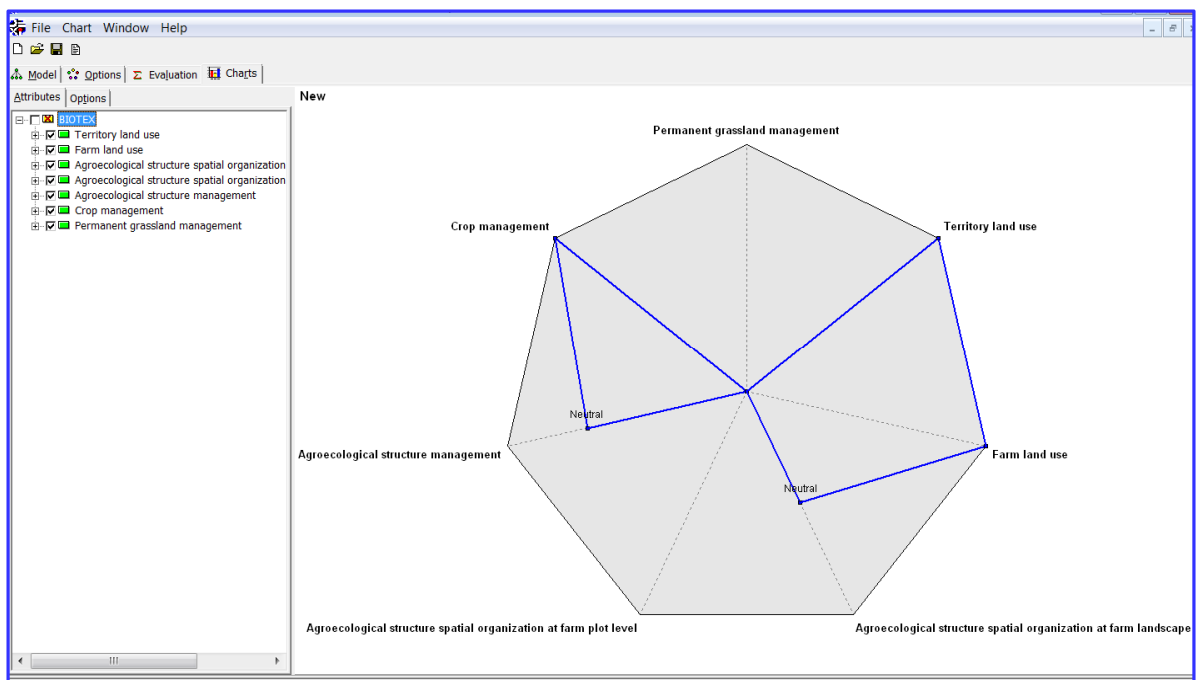 File Chart Window Help
Model Options Σ Evaluation Charts
Attributes Options
BIOTEX
Territory land use
Farm land use
Agroecological structure spatial organization
Agroecological structure spatial organization
Agroecological structure management
Crop management
Permanent grassland management
New
Permanent grassland management
Crop management
Territory land use
Neutral
Agroecological structure management
Farm land use
Neutral
Agroecological structure spatial organization at farm plot level
Agroecological structure spatial organization at farm landscape